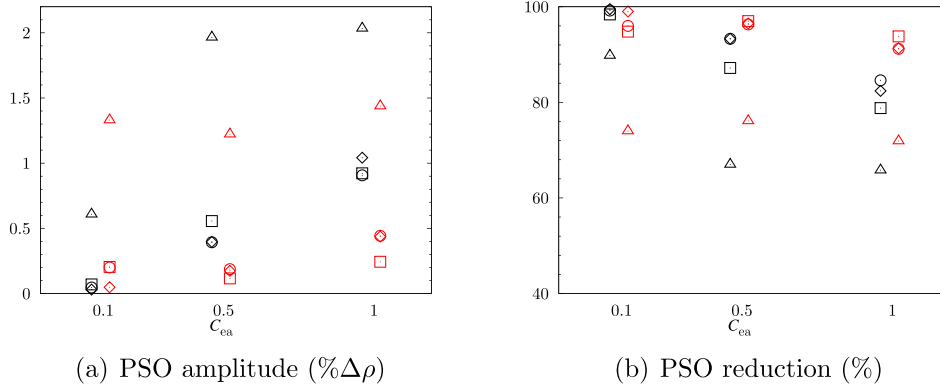 2
1.5
1
0.5
0
0.1 0.5 1
C_ea
(a) PSO amplitude (%Δρ)
100
80
60
40
0.1 0.5 1
C_ea
(b) PSO reduction (%)